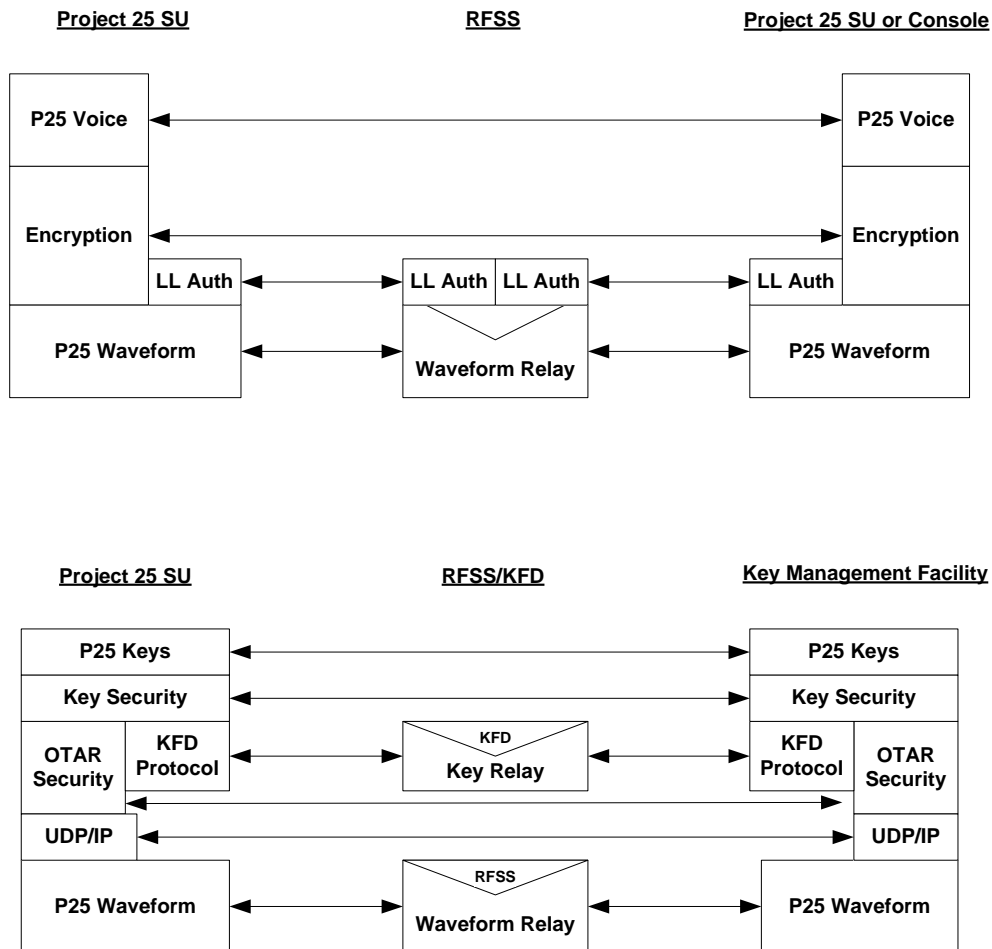 Project 25 SU
RFSS
Project 25 SU or Console
P25 Voice
P25 Voice
Encryption
Encryption
LL Auth
LL Auth
LL Auth
LL Auth
P25 Waveform
Waveform Relay
P25 Waveform
Project 25 SU
RFSS/KFD
Key Management Facility
P25 Keys
P25 Keys
Key Security
Key Security
OTAR
Security
KFD
Protocol
KFD
Key Relay
KFD
Protocol
OTAR
Security
UDP/IP
UDP/IP
P25 Waveform
RFSS
Waveform Relay
P25 Waveform